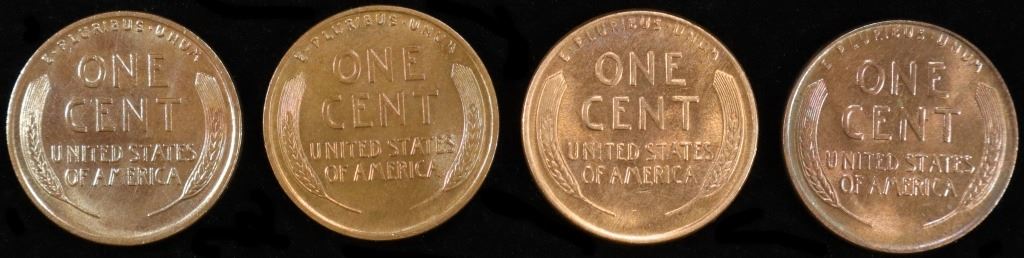 E·PLURIBUS·UNUM
ONE
CENT
UNITED STATES
OF AMERICA
E·PLURIBUS·UNUM
ONE
CENT
UNITED STATES
OF AMERICA
E·PLURIBUS·UNUM
ONE
CENT
UNITED STATES
OF AMERICA
E·PLURIBUS·UNUM
ONE
CENT
UNITED STATES
OF AMERICA